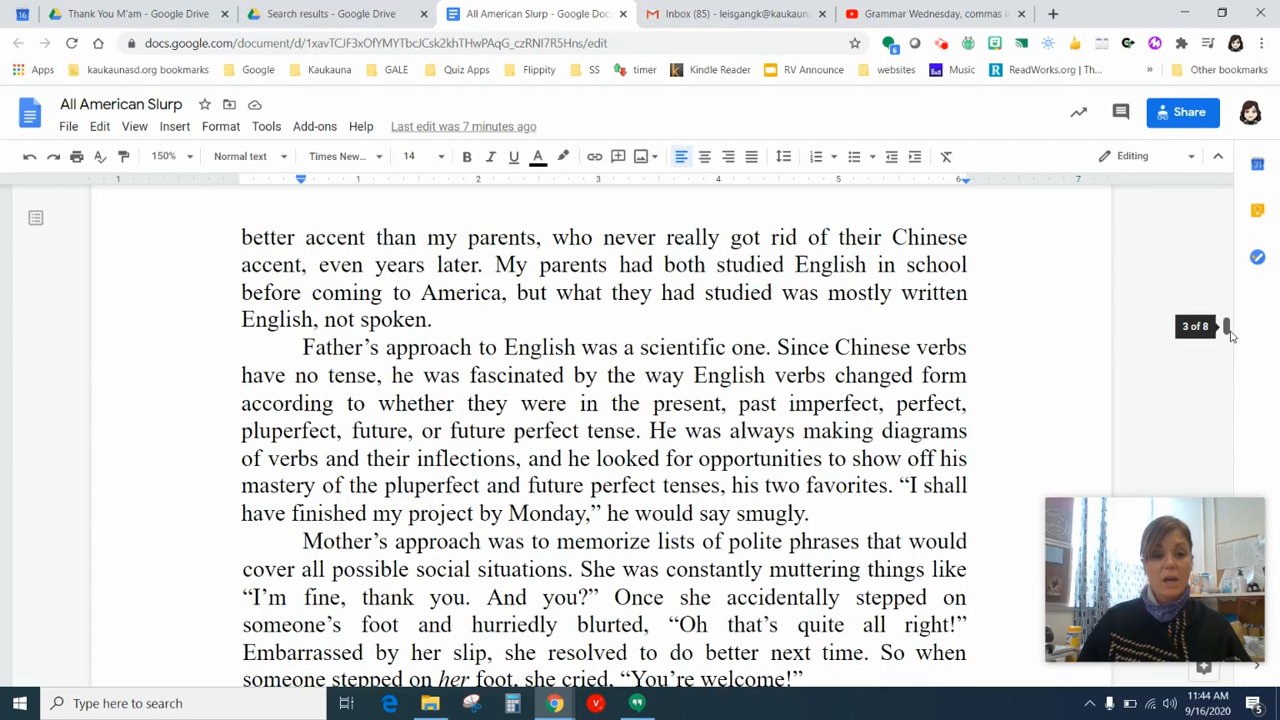 Thank You M'am - Google Drive
Search results - Google Drive
All American Slurp - Google Doc
Inbox (85) - leisgangk@kaukauna
Grammar Wednesday, commas in
docs.google.com/document/d/1xavTCJF3xOfYMYTbcJCsk2khTHwPAqG_czRNI7R5Hns/edit
Apps
kaukaunasd.org bookmarks
Google
Kaukauna
GALE
Quiz Apps
Flippity
SS
timer
Kindle Reader
RV Announce
websites
Music
ReadWorks.org | Th...
Other bookmarks
All American Slurp
File Edit View Insert Format Tools Add-ons Help Last edit was 7 minutes ago
Share
150% Normal text Times New... 14 Editing
1 1 2 3 4 5 6 7
better accent than my parents, who never really got rid of their Chinese
accent, even years later. My parents had both studied English in school
before coming to America, but what they had studied was mostly written
English, not spoken.
3 of 8
Father’s approach to English was a scientific one. Since Chinese verbs
have no tense, he was fascinated by the way English verbs changed form
according to whether they were in the present, past imperfect, perfect,
pluperfect, future, or future perfect tense. He was always making diagrams
of verbs and their inflections, and he looked for opportunities to show off his
mastery of the pluperfect and future perfect tenses, his two favorites. “I shall
have finished my project by Monday,” he would say smugly.
Mother’s approach was to memorize lists of polite phrases that would
cover all possible social situations. She was constantly muttering things like
“I’m fine, thank you. And you?” Once she accidentally stepped on
someone’s foot and hurriedly blurted, “Oh that’s quite all right!”
Embarrassed by her slip, she resolved to do better next time. So when
someone stepped on her foot, she cried, “You’re welcome!”
Type here to search
11:44 AM
9/16/2020